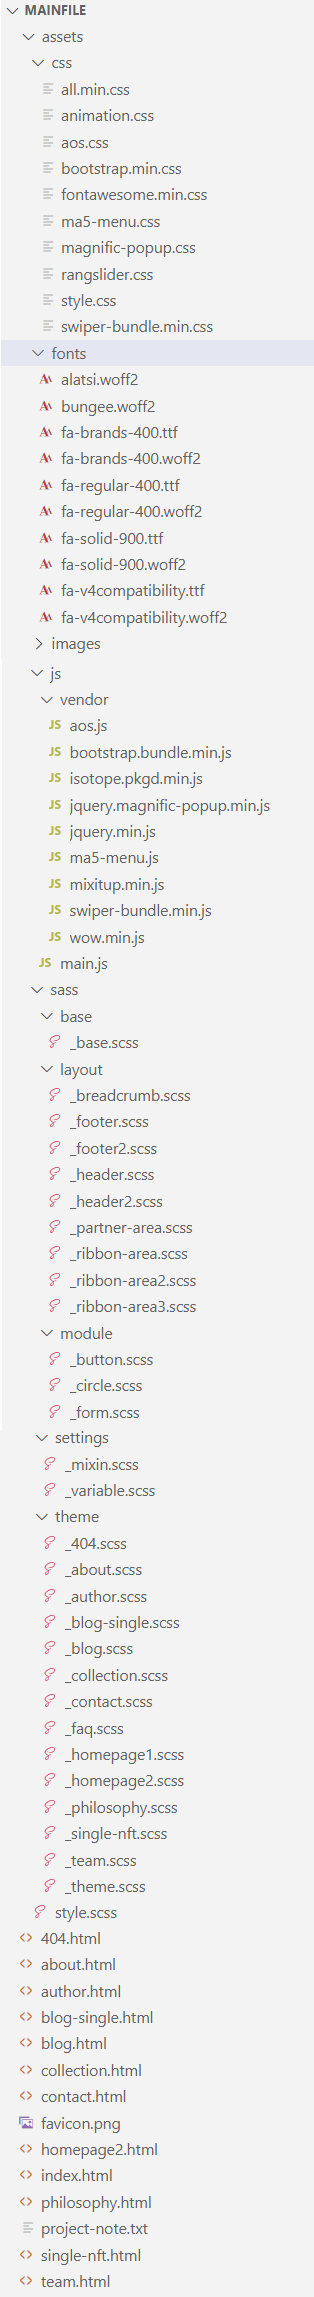 MAINFILE
assets
css
all.min.css
animation.css
aos.css
bootstrap.min.css
fontawesome.min.css
ma5-menu.css
magnific-popup.css
rangslider.css
style.css
swiper-bundle.min.css
fonts
alatsi.woff2
bungee.woff2
fa-brands-400.ttf
fa-brands-400.woff2
fa-regular-400.ttf
fa-regular-400.woff2
fa-solid-900.ttf
fa-solid-900.woff2
fa-v4compatibility.ttf
fa-v4compatibility.woff2
images
js
vendor
JS aos.js
JS bootstrap.bundle.min.js
JS isotope.pkgd.min.js
JS jquery.magnific-popup.min.js
JS jquery.min.js
JS ma5-menu.js
JS mixitup.min.js
JS swiper-bundle.min.js
JS wow.min.js
JS main.js
sass
base
_base.scss
layout
_breadcrumb.scss
_footer.scss
_footer2.scss
_header.scss
_header2.scss
_partner-area.scss
_ribbon-area.scss
_ribbon-area2.scss
_ribbon-area3.scss
module
_button.scss
_circle.scss
_form.scss
settings
_mixin.scss
_variable.scss
theme
_404.scss
_about.scss
_author.scss
_blog-single.scss
_blog.scss
_collection.scss
_contact.scss
_faq.scss
_homepage1.scss
_homepage2.scss
_philosophy.scss
_single-nft.scss
_team.scss
_theme.scss
style.scss
404.html
about.html
author.html
blog-single.html
blog.html
collection.html
contact.html
favicon.png
homepage2.html
index.html
philosophy.html
project-note.txt
single-nft.html
team.html